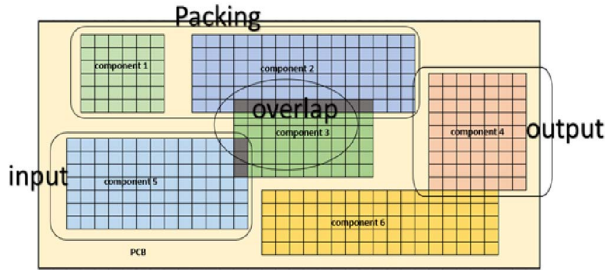 Packing
component 1
component 2
overlap
component 3
component 4
output
input
component 5
component 6
PCB